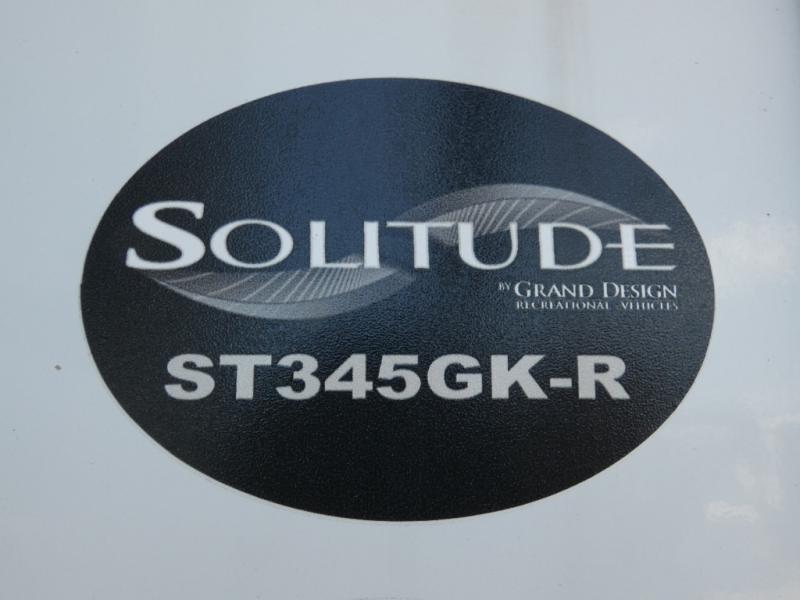 SOLITUDE
BY GRAND DESIGN
RECREATIONAL VEHICLES
ST345GK-R